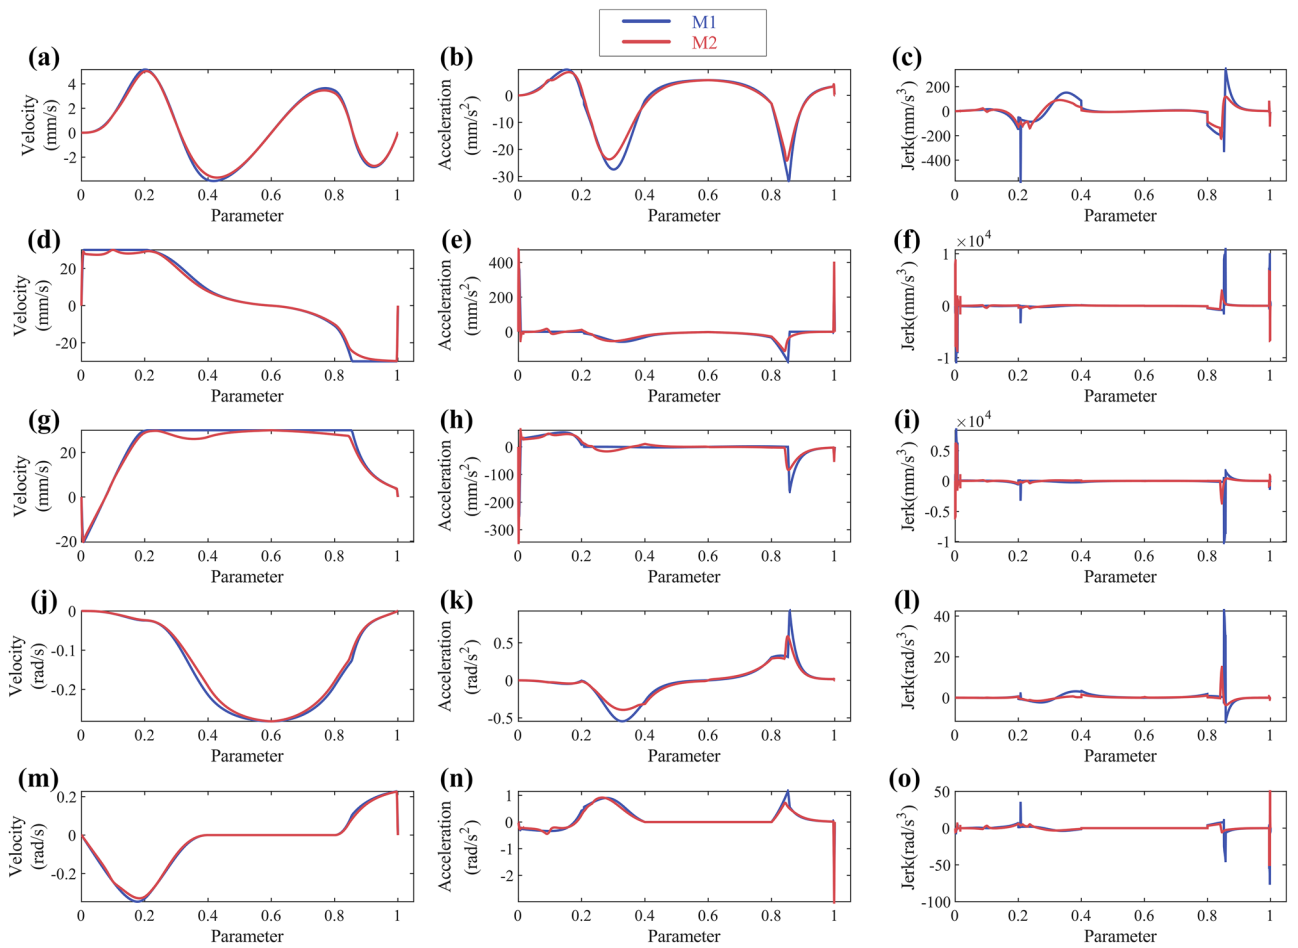 M1
M2
(a)
Velocity
(mm/s)
4
2
0
-2
0
0.2
0.4
0.6
0.8
1
Parameter
(b)
Acceleration
(mm/s²)
0
-10
-20
-30
0
0.2
0.4
0.6
0.8
1
Parameter
(c)
Jerk(mm/s³)
200
0
-200
-400
0
0.2
0.4
0.6
0.8
1
Parameter
(d)
Velocity
(mm/s)
20
0
-20
0
0.2
0.4
0.6
0.8
1
Parameter
(e)
Acceleration
(mm/s²)
400
200
0
0
0.2
0.4
0.6
0.8
1
Parameter
(f)
×10⁴
Jerk(mm/s³)
1
0
-1
0
0.2
0.4
0.6
0.8
1
Parameter
(g)
Velocity
(mm/s)
20
0
-20
0
0.2
0.4
0.6
0.8
1
Parameter
(h)
Acceleration
(mm/s²)
0
-100
-200
-300
0
0.2
0.4
0.6
0.8
1
Parameter
(i)
×10⁴
Jerk(mm/s³)
0.5
0
-0.5
-1
0
0.2
0.4
0.6
0.8
1
Parameter
(j)
Velocity
(rad/s)
0
-0.1
-0.2
0
0.2
0.4
0.6
0.8
1
Parameter
(k)
Acceleration
(rad/s²)
0.5
0
-0.5
0
0.2
0.4
0.6
0.8
1
Parameter
(l)
Jerk(rad/s³)
40
20
0
0
0.2
0.4
0.6
0.8
1
Parameter
(m)
Velocity
(rad/s)
0.2
0
-0.2
0
0.2
0.4
0.6
0.8
1
Parameter
(n)
Acceleration
(rad/s²)
1
0
-1
-2
0
0.2
0.4
0.6
0.8
1
Parameter
(o)
Jerk(rad/s³)
50
0
-50
-100
0
0.2
0.4
0.6
0.8
1
Parameter